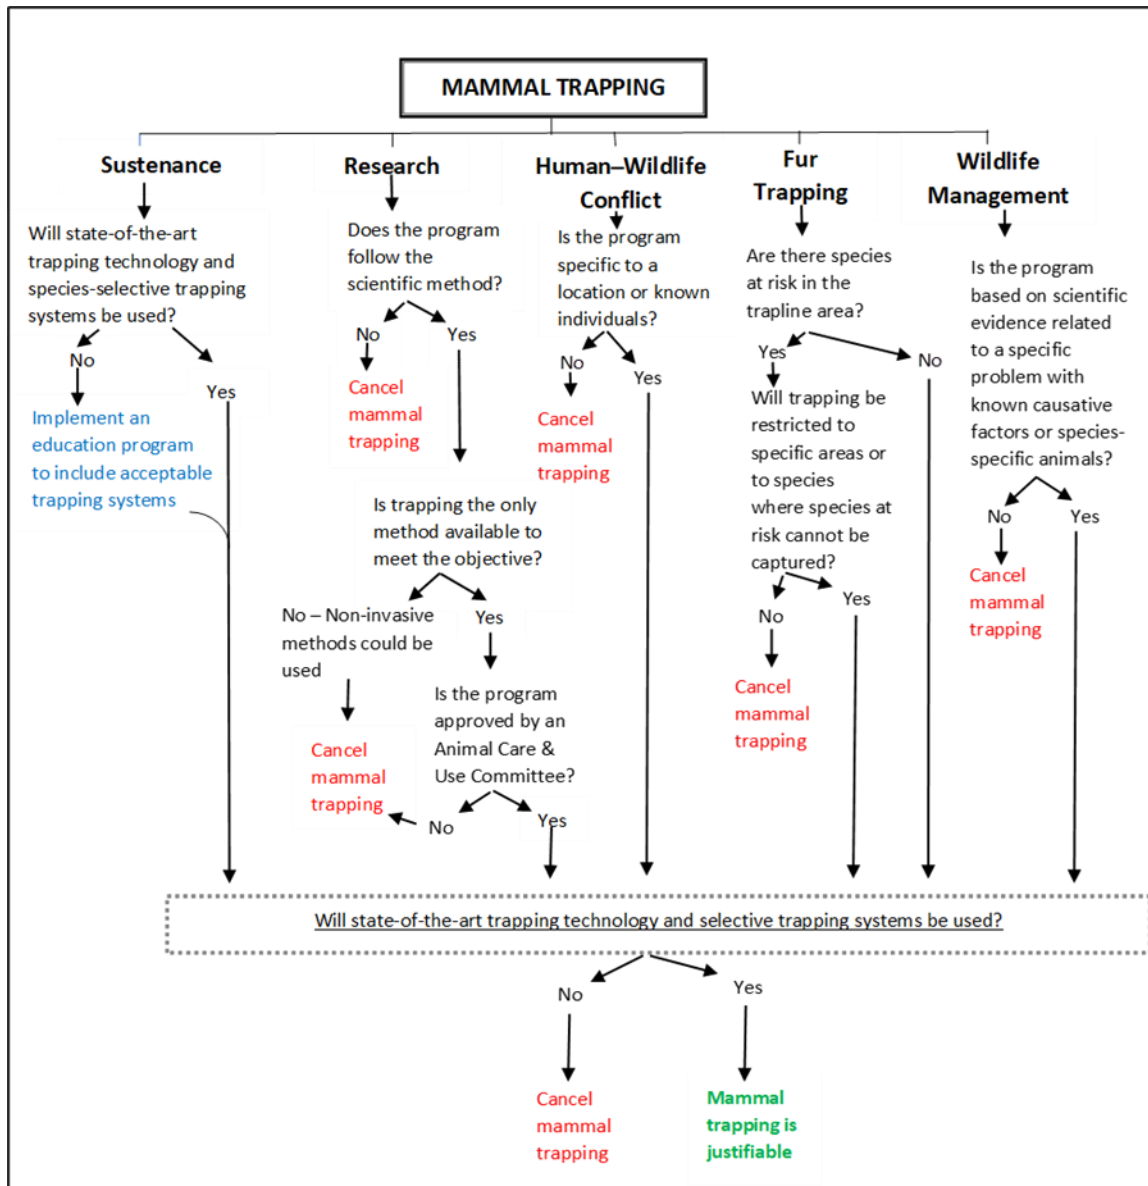 MAMMAL TRAPPING
Sustenance
Will state-of-the-art
trapping technology and
species-selective trapping
systems be used?
No
Yes
Implement an
education program
to include acceptable
trapping systems
Research
Does the program
follow the
scientific method?
No
Yes
Cancel
mammal
trapping
Is trapping the only
method available to
meet the objective?
No – Non-invasive
methods could be
used
Yes
Cancel
mammal
trapping
Is the program
approved by an
Animal Care &
Use Committee?
No
Yes
Human–Wildlife
Conflict
Is the program
specific to a
location or known
individuals?
No
Yes
Cancel
mammal
trapping
Fur
Trapping
Are there species
at risk in the
trapline area?
Yes
No
Will trapping be
restricted to
specific areas or
to species
where species at
risk cannot be
captured?
No
Yes
Cancel
mammal
trapping
Wildlife
Management
Is the program
based on scientific
evidence related
to a specific
problem with
known causative
factors or species-
specific animals?
No
Yes
Cancel
mammal
trapping
Will state-of-the-art trapping technology and selective trapping systems be used?
No
Yes
Cancel
mammal
trapping
Mammal
trapping is
justifiable